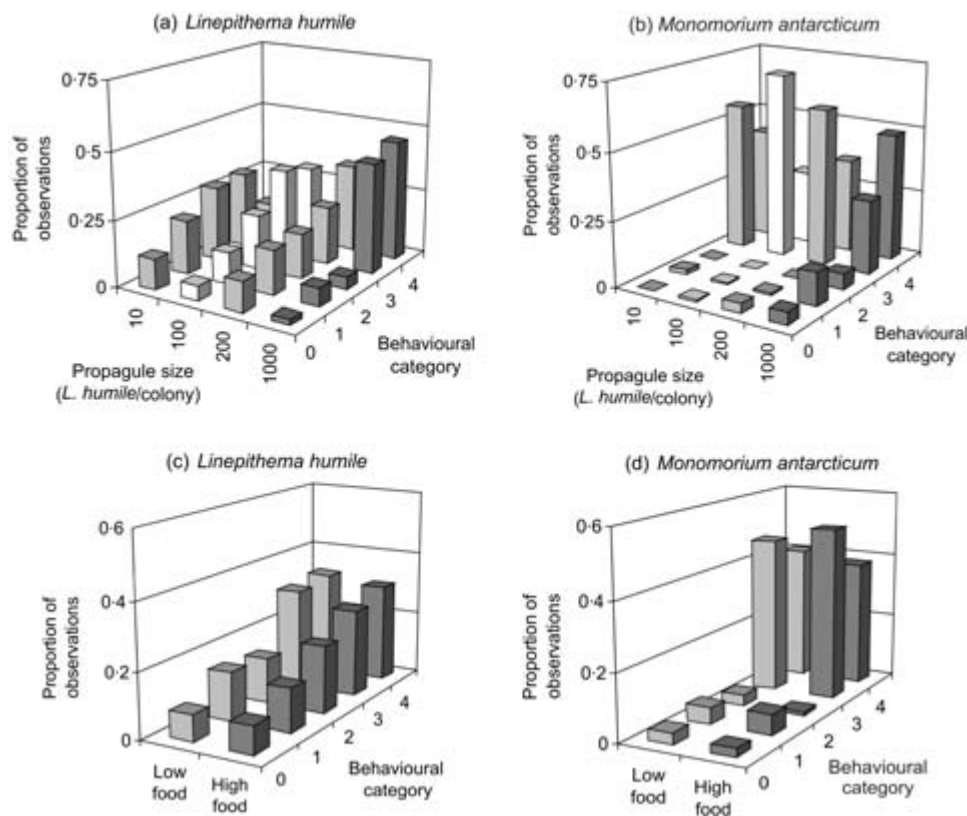 (a) Linepithema humile
0·75
0·5
0·25
0
Proportion of
observations
10
100
200
1000
Propagule size
(L. humile/colony)
0
1
2
3
4
Behavioural
category
(b) Monomorium antarcticum
0·75
0·5
0·25
0
Proportion of
observations
10
100
200
1000
Propagule size
(L. humile/colony)
0
1
2
3
4
Behavioural
category
(c) Linepithema humile
0·6
0·4
0·2
0
Proportion of
observations
Low
food
High
food
0
1
2
3
4
Behavioural
category
(d) Monomorium antarcticum
0·6
0·4
0·2
0
Proportion of
observations
Low
food
High
food
0
1
2
3
4
Behavioural
category